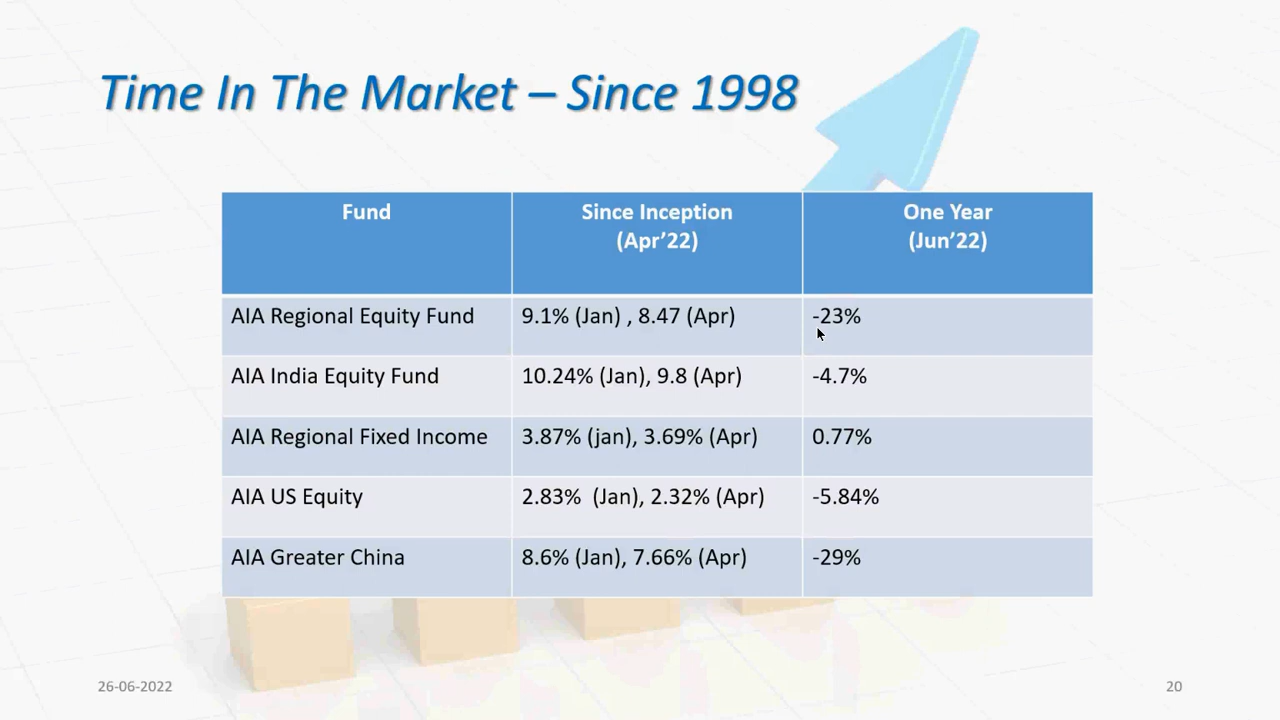 Time In The Market – Since 1998
Fund
Since Inception
(Apr’22)
One Year
(Jun’22)
AIA Regional Equity Fund
9.1% (Jan) , 8.47 (Apr)
-23%
AIA India Equity Fund
10.24% (Jan), 9.8 (Apr)
-4.7%
AIA Regional Fixed Income
3.87% (jan), 3.69% (Apr)
0.77%
AIA US Equity
2.83%  (Jan), 2.32% (Apr)
-5.84%
AIA Greater China
8.6% (Jan), 7.66% (Apr)
-29%
26-06-2022
20